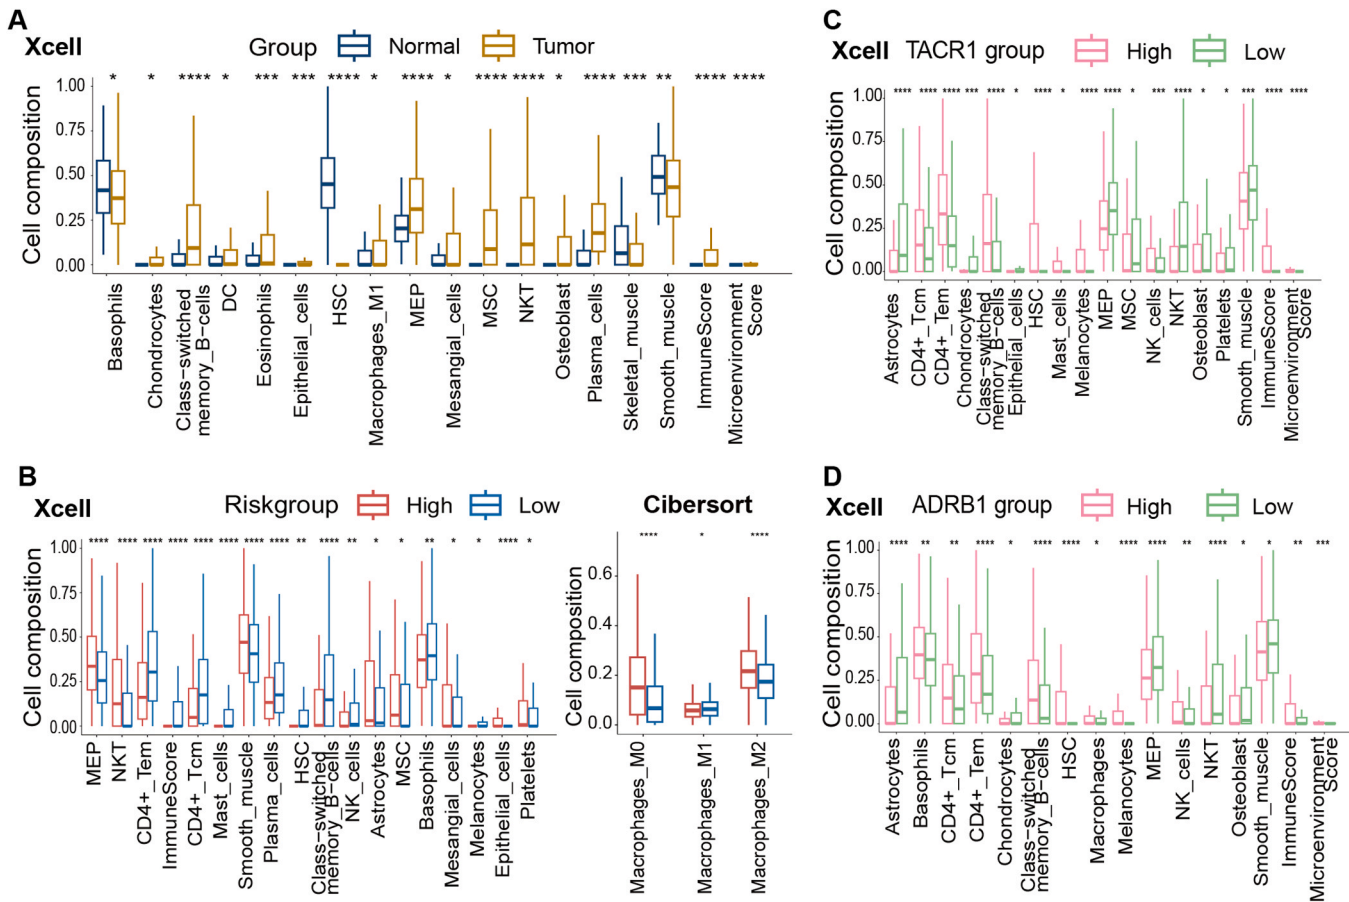 A
Xcell
Group Normal Tumor
* * **** * *** *** **** * **** * **** **** * **** *** ** **** ****
Cell composition
1.00
0.75
0.50
0.25
0.00
Basophils
Chondrocytes
Class-switched
memory_B-cells
DC
Eosinophils
Epithelial_cells
HSC
Macrophages_M1
MEP
Mesangial_cells
MSC
NKT
Osteoblast
Plasma_cells
Skeletal_muscle
Smooth_muscle
ImmuneScore
Microenvironment
Score
B
Xcell
Riskgroup High Low
**** **** **** **** **** **** **** **** ** **** ** * * ** * * **** *
Cell composition
1.00
0.75
0.50
0.25
0.00
MEP
NKT
CD4+_Tem
ImmuneScore
CD4+_Tcm
Mast_cells
Smooth_muscle
Plasma_cells
HSC
Class-switched
memory_B-cells
NK_cells
Astrocytes
MSC
Basophils
Mesangial_cells
Melanocytes
Epithelial_cells
Platelets
Cibersort
**** * ****
Cell composition
0.6
0.4
0.2
0.0
Macrophages_M0
Macrophages_M1
Macrophages_M2
C
Xcell TACR1 group High Low
**** **** **** *** **** * **** * **** **** * *** **** * * *** **** ****
Cell composition
1.00
0.75
0.50
0.25
0.00
Astrocytes
CD4+_Tcm
CD4+_Tem
Chondrocytes
Class-switched
memory_B-cells
Epithelial_cells
HSC
Mast_cells
Melanocytes
MEP
MSC
NK_cells
NKT
Osteoblast
Platelets
Smooth_muscle
ImmuneScore
Microenvironment
Score
D
Xcell ADRB1 group High Low
**** ** ** **** * **** **** * **** **** ** **** * * ** ***
Cell composition
1.00
0.75
0.50
0.25
0.00
Astrocytes
Basophils
CD4+_Tcm
CD4+_Tem
Chondrocytes
Class-switched
memory_B-cells
HSC
Macrophages
Melanocytes
MEP
NK_cells
NKT
Osteoblast
Smooth_muscle
ImmuneScore
Microenvironment
Score